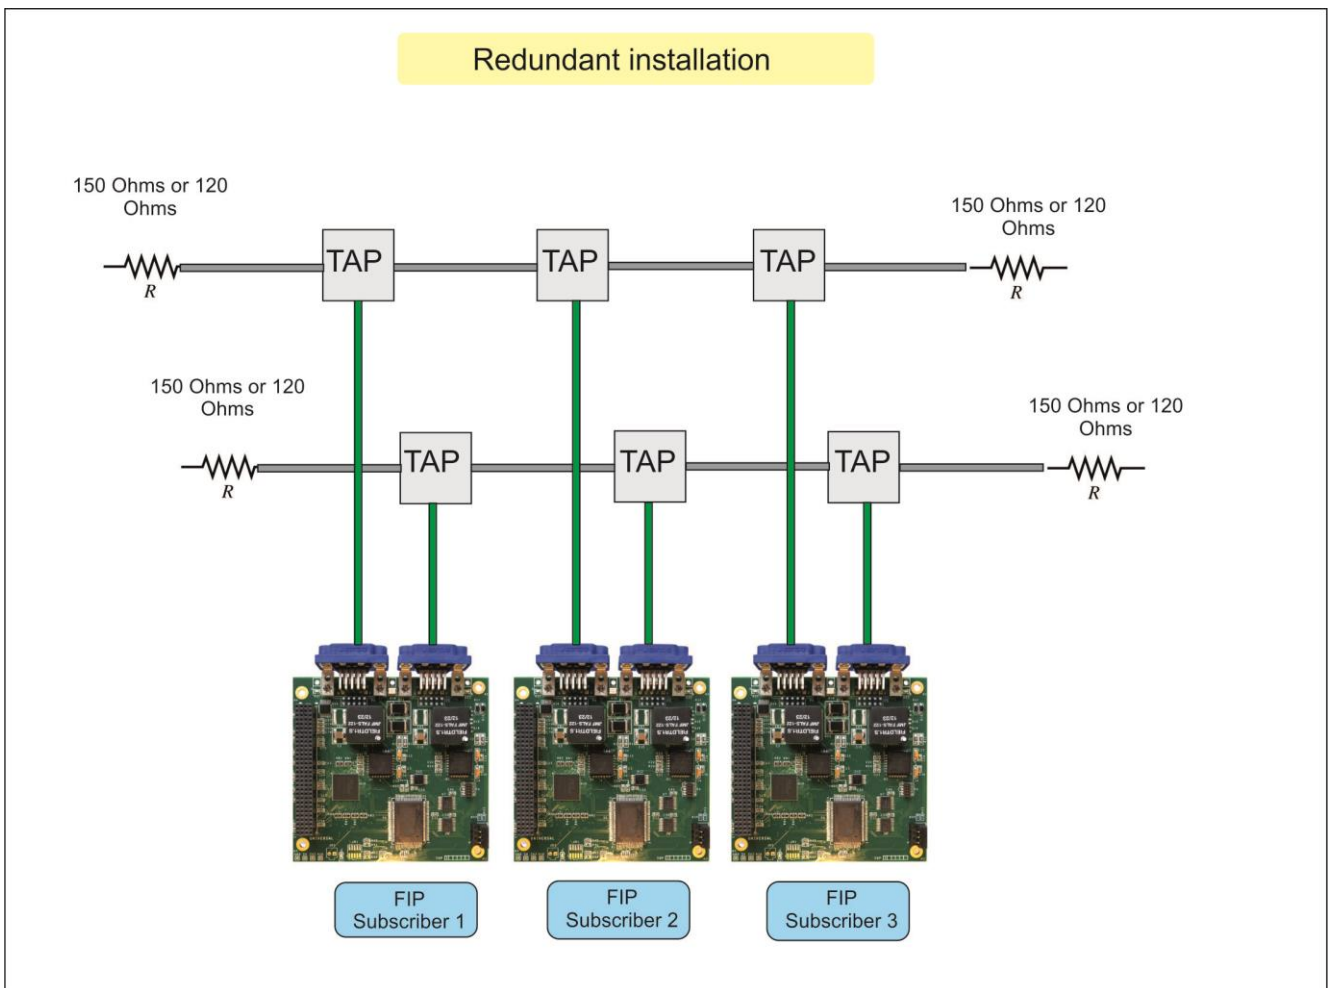 Redundant installation
150 Ohms or 120
Ohms
150 Ohms or 120
Ohms
TAP
TAP
TAP
R
R
150 Ohms or 120
Ohms
150 Ohms or 120
Ohms
TAP
TAP
TAP
R
R
FIP
Subscriber 1
FIP
Subscriber 2
FIP
Subscriber 3